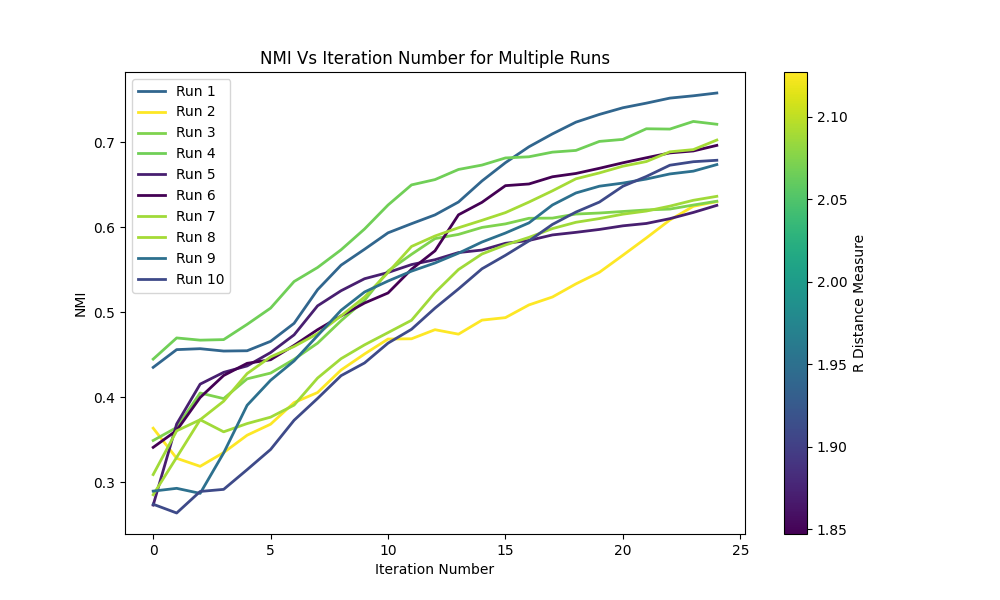 NMI Vs Iteration Number for Multiple Runs
Run 1
Run 2
Run 3
Run 4
Run 5
Run 6
Run 7
Run 8
Run 9
Run 10
NMI
0.7
0.6
0.5
0.4
0.3
0 5 10 15 20 25
Iteration Number
2.10
2.05
2.00
1.95
1.90
1.85
R Distance Measure